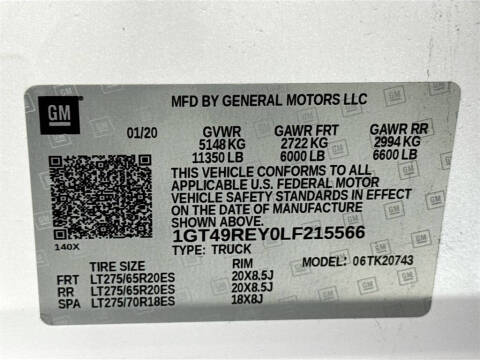 GM
MFD BY GENERAL MOTORS LLC
01/20 GVWR GAWR FRT GAWR RR
5148 KG 2722 KG 2994 KG
11350 LB 6000 LB 6600 LB
THIS VEHICLE CONFORMS TO ALL
APPLICABLE U.S. FEDERAL MOTOR
VEHICLE SAFETY STANDARDS IN EFFECT
ON THE DATE OF MANUFACTURE
SHOWN ABOVE.
1GT49REY0LF215566
140X
TYPE: TRUCK
MODEL: 06TK20743
TIRE SIZE RIM
FRT LT275/65R20ES 20X8.5J
RR LT275/65R20ES 20X8.5J
SPA LT275/70R18ES 18X8J